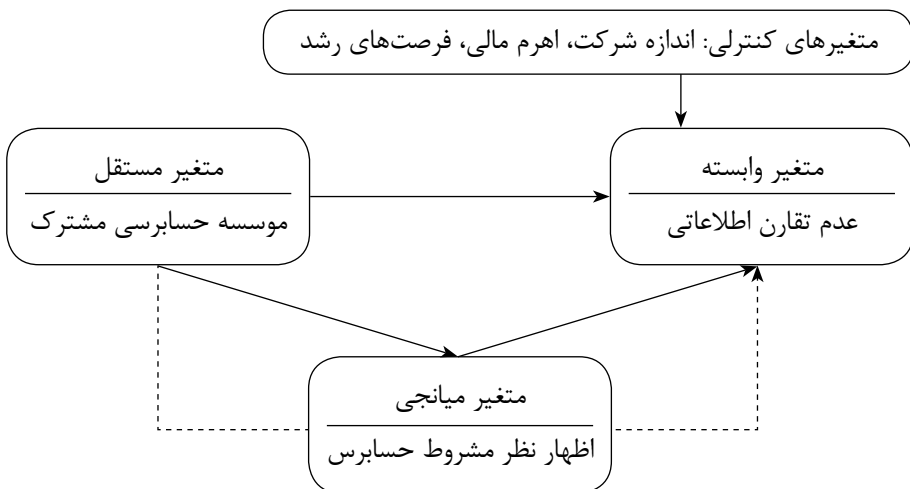 متغیرهای کنترلی: اندازه شرکت، اهرم مالی، فرصت‌های رشد
متغیر وابسته
عدم تقارن اطلاعاتی
متغیر مستقل
موسسه حسابرسی مشترک
متغیر میانجی
اظهار نظر مشروط حسابرس